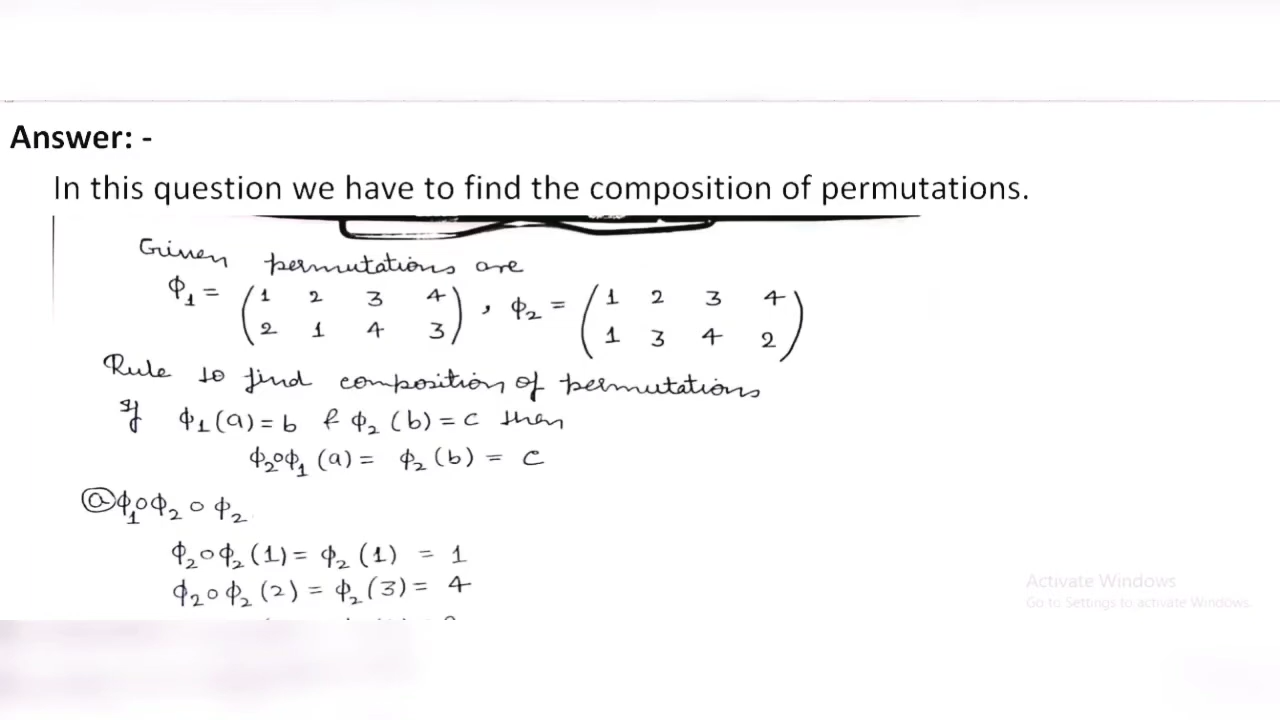 Answer: -
In this question we have to find the composition of permutations.
Given permutations are
ϕ₁ = (1 2 3 4
2 1 4 3) , ϕ₂ = (1 2 3 4
1 3 4 2)
Rule to find composition of permutations
If ϕ₁(a) = b & ϕ₂(b) = c then
ϕ₂∘ϕ₁(a) = ϕ₂(b) = c
ⓐ ϕ₁∘ϕ₂∘ϕ₂
ϕ₂∘ϕ₂(1) = ϕ₂(1) = 1
ϕ₂∘ϕ₂(2) = ϕ₂(3) = 4
Activate Windows
Go to Settings to activate Windows.